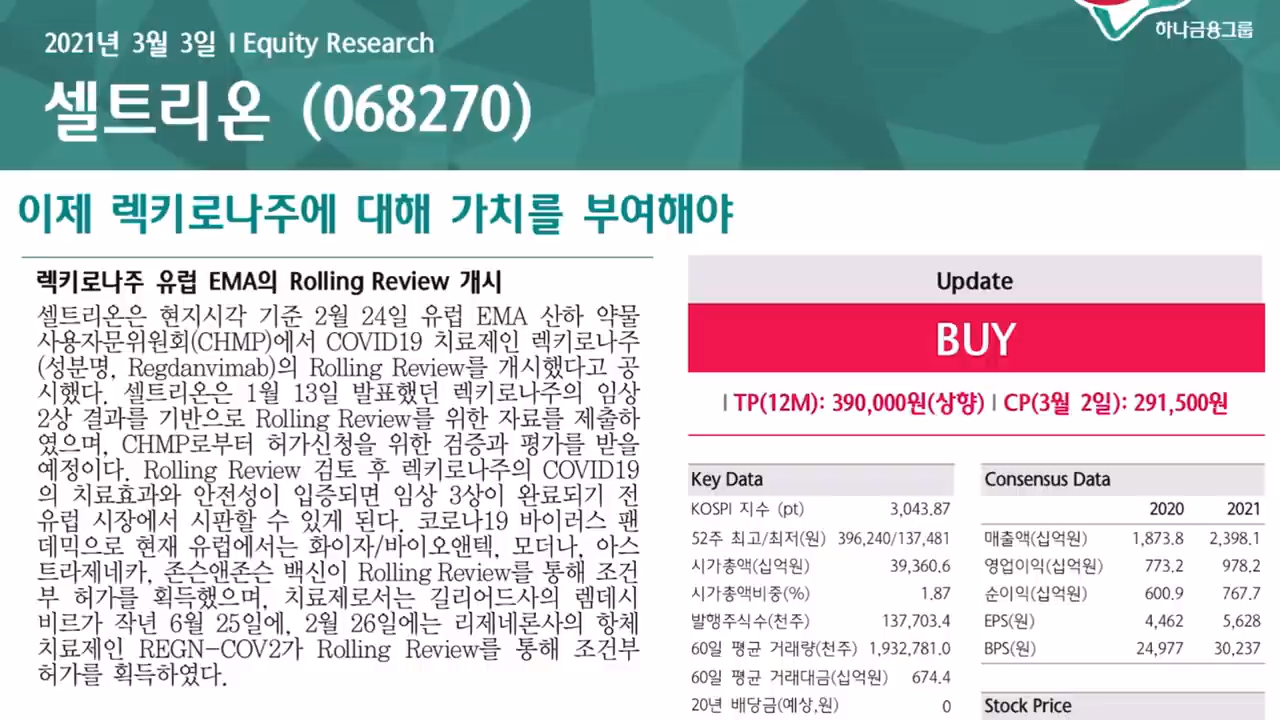 2021년 3월 3일 I Equity Research
하나금융그룹
셀트리온 (068270)
이제 렉키로나주에 대해 가치를 부여해야
렉키로나주 유럽 EMA의 Rolling Review 개시
셀트리온은 현지시각 기준 2월 24일 유럽 EMA 산하 약물
사용자문위원회(CHMP)에서 COVID19 치료제인 렉키로나주
(성분명, Regdanvimab)의 Rolling Review를 개시했다고 공
시했다. 셀트리온은 1월 13일 발표했던 렉키로나주의 임상
2상 결과를 기반으로 Rolling Review를 위한 자료를 제출하
였으며, CHMP로부터 허가신청을 위한 검증과 평가를 받을
예정이다. Rolling Review 검토 후 렉키로나주의 COVID19
의 치료효과와 안전성이 입증되면 임상 3상이 완료되기 전
유럽 시장에서 시판할 수 있게 된다. 코로나19 바이러스 팬
데믹으로 현재 유럽에서는 화이자/바이오앤텍, 모더나, 아스
트라제네카, 존슨앤존슨 백신이 Rolling Review를 통해 조건
부 허가를 획득했으며, 치료제로서는 길리어드사의 렘데시
비르가 작년 6월 25일에, 2월 26일에는 리제네론사의 항체
치료제인 REGN-COV2가 Rolling Review를 통해 조건부
허가를 획득하였다.
Update
BUY
I TP(12M): 390,000원(상향) I CP(3월 2일): 291,500원
Key Data
KOSPI 지수 (pt) 3,043.87
52주 최고/최저(원) 396,240/137,481
시가총액(십억원) 39,360.6
시가총액비중(%) 1.87
발행주식수(천주) 137,703.4
60일 평균 거래량(천주) 1,932,781.0
60일 평균 거래대금(십억원) 674.4
20년 배당금(예상,원) 0
Consensus Data
2020 2021
매출액(십억원) 1,873.8 2,398.1
영업이익(십억원) 773.2 978.2
순이익(십억원) 600.9 767.7
EPS(원) 4,462 5,628
BPS(원) 24,977 30,237
Stock Price